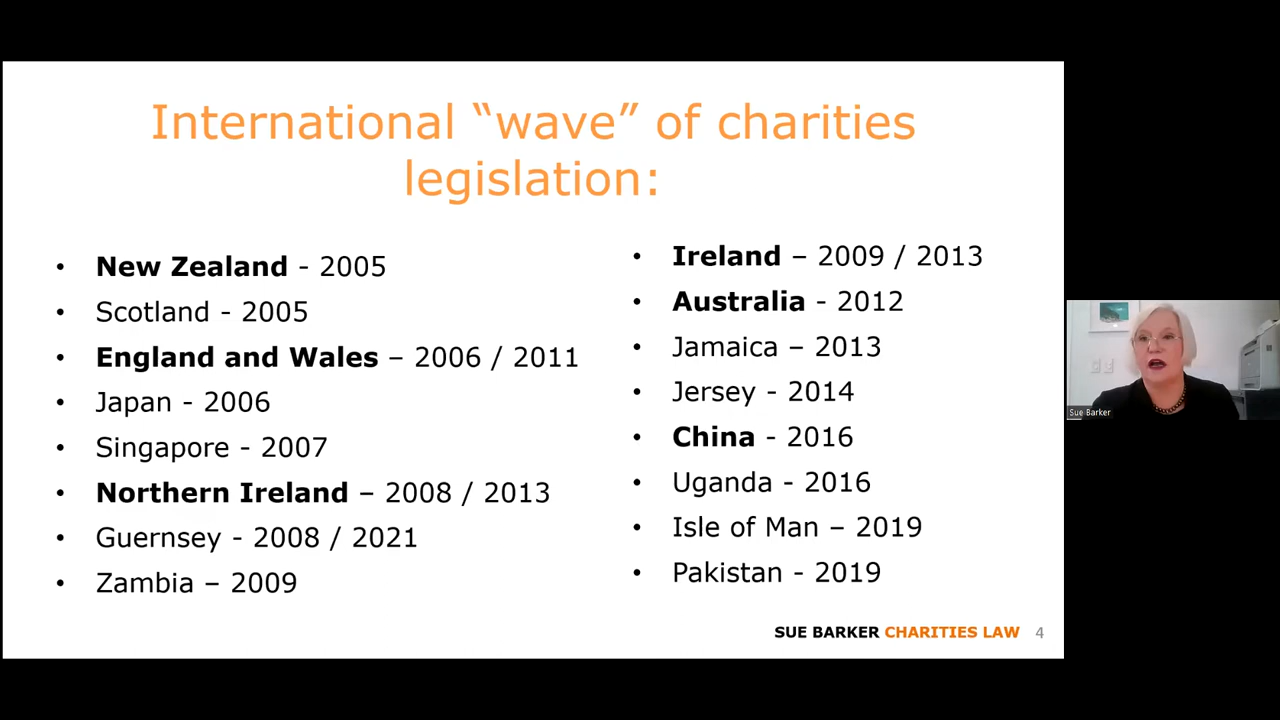 International “wave” of charities
legislation:
• New Zealand - 2005
• Scotland - 2005
• England and Wales – 2006 / 2011
• Japan - 2006
• Singapore - 2007
• Northern Ireland – 2008 / 2013
• Guernsey - 2008 / 2021
• Zambia – 2009
• Ireland – 2009 / 2013
• Australia - 2012
• Jamaica – 2013
• Jersey - 2014
• China - 2016
• Uganda - 2016
• Isle of Man – 2019
• Pakistan - 2019
SUE BARKER CHARITIES LAW 4
Sue Barker